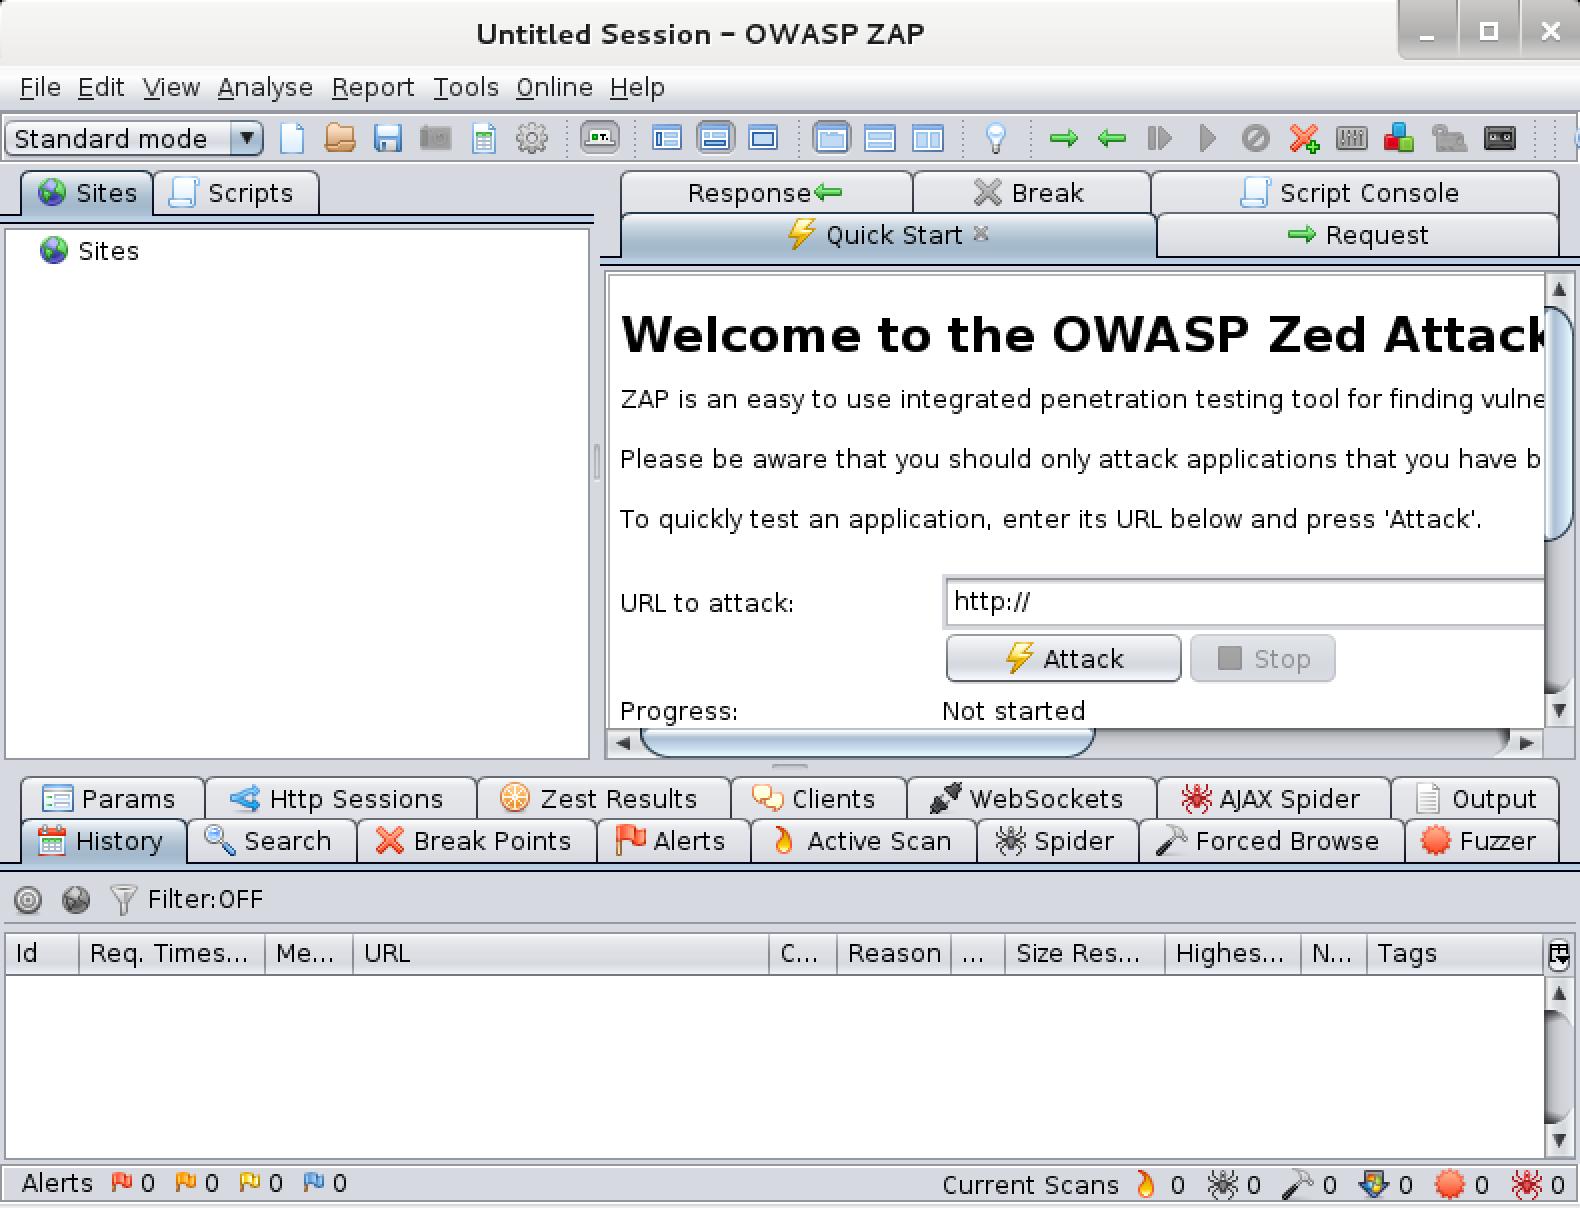 Untitled Session - OWASP ZAP
File Edit View Analyse Report Tools Online Help
Standard mode
Sites Scripts
Sites
Response Break Script Console
Quick Start Request
Welcome to the OWASP Zed Attack
ZAP is an easy to use integrated penetration testing tool for finding vulne
Please be aware that you should only attack applications that you have b
To quickly test an application, enter its URL below and press 'Attack'.
URL to attack: http://
Attack Stop
Progress: Not started
Params Http Sessions Zest Results Clients WebSockets AJAX Spider Output
History Search Break Points Alerts Active Scan Spider Forced Browse Fuzzer
Filter:OFF
Id Req. Times... Me... URL C... Reason ... Size Res... Highes... N... Tags
Alerts 0 0 0 0 Current Scans 0 0 0 0 0 0